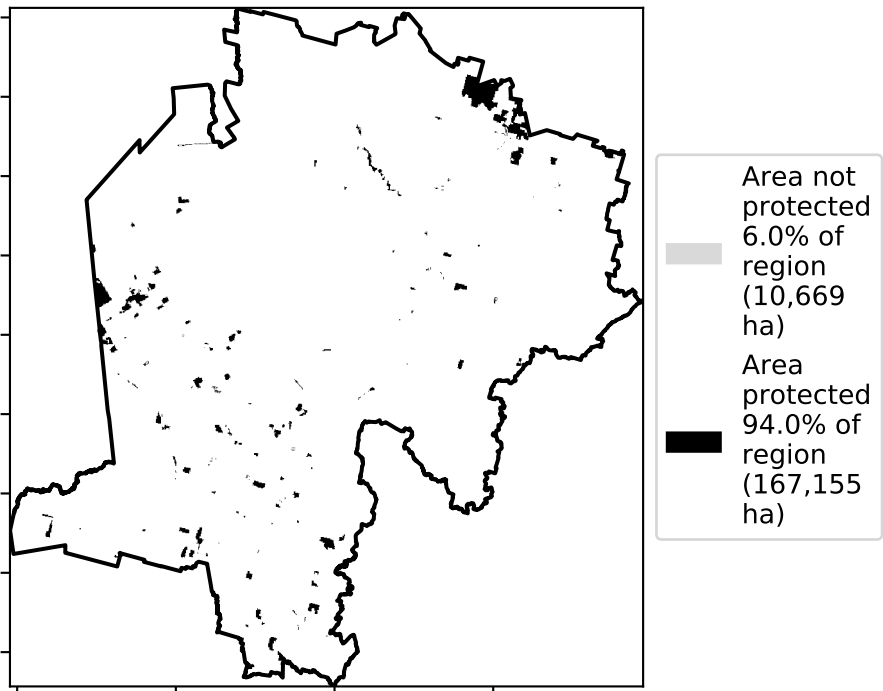 Area not
protected
6.0% of
region
(10,669
ha)
Area
protected
94.0% of
region
(167,155
ha)